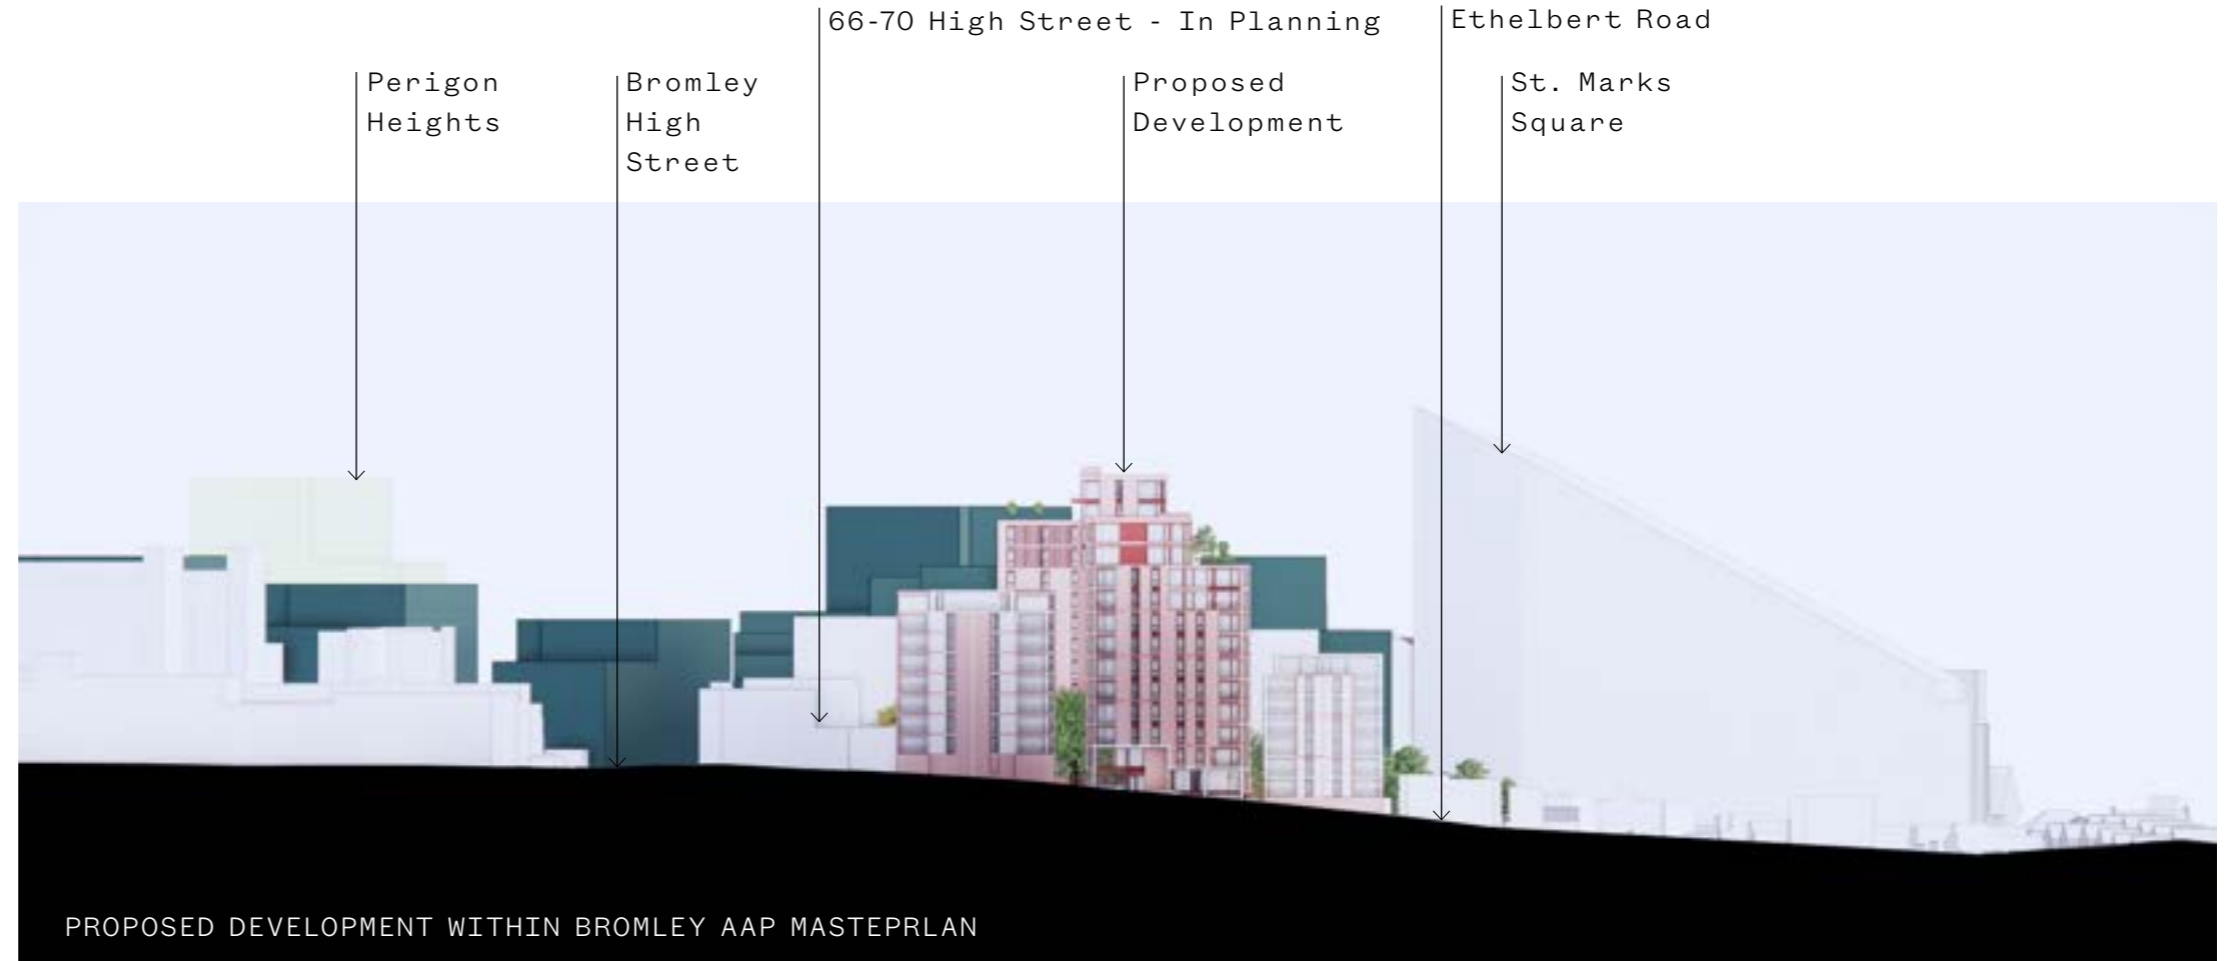 66-70 High Street - In Planning
Ethelbert Road
Perigon
Heights
Bromley
High
Street
Proposed
Development
St. Marks
Square
PROPOSED DEVELOPMENT WITHIN BROMLEY AAP MASTEPRLAN